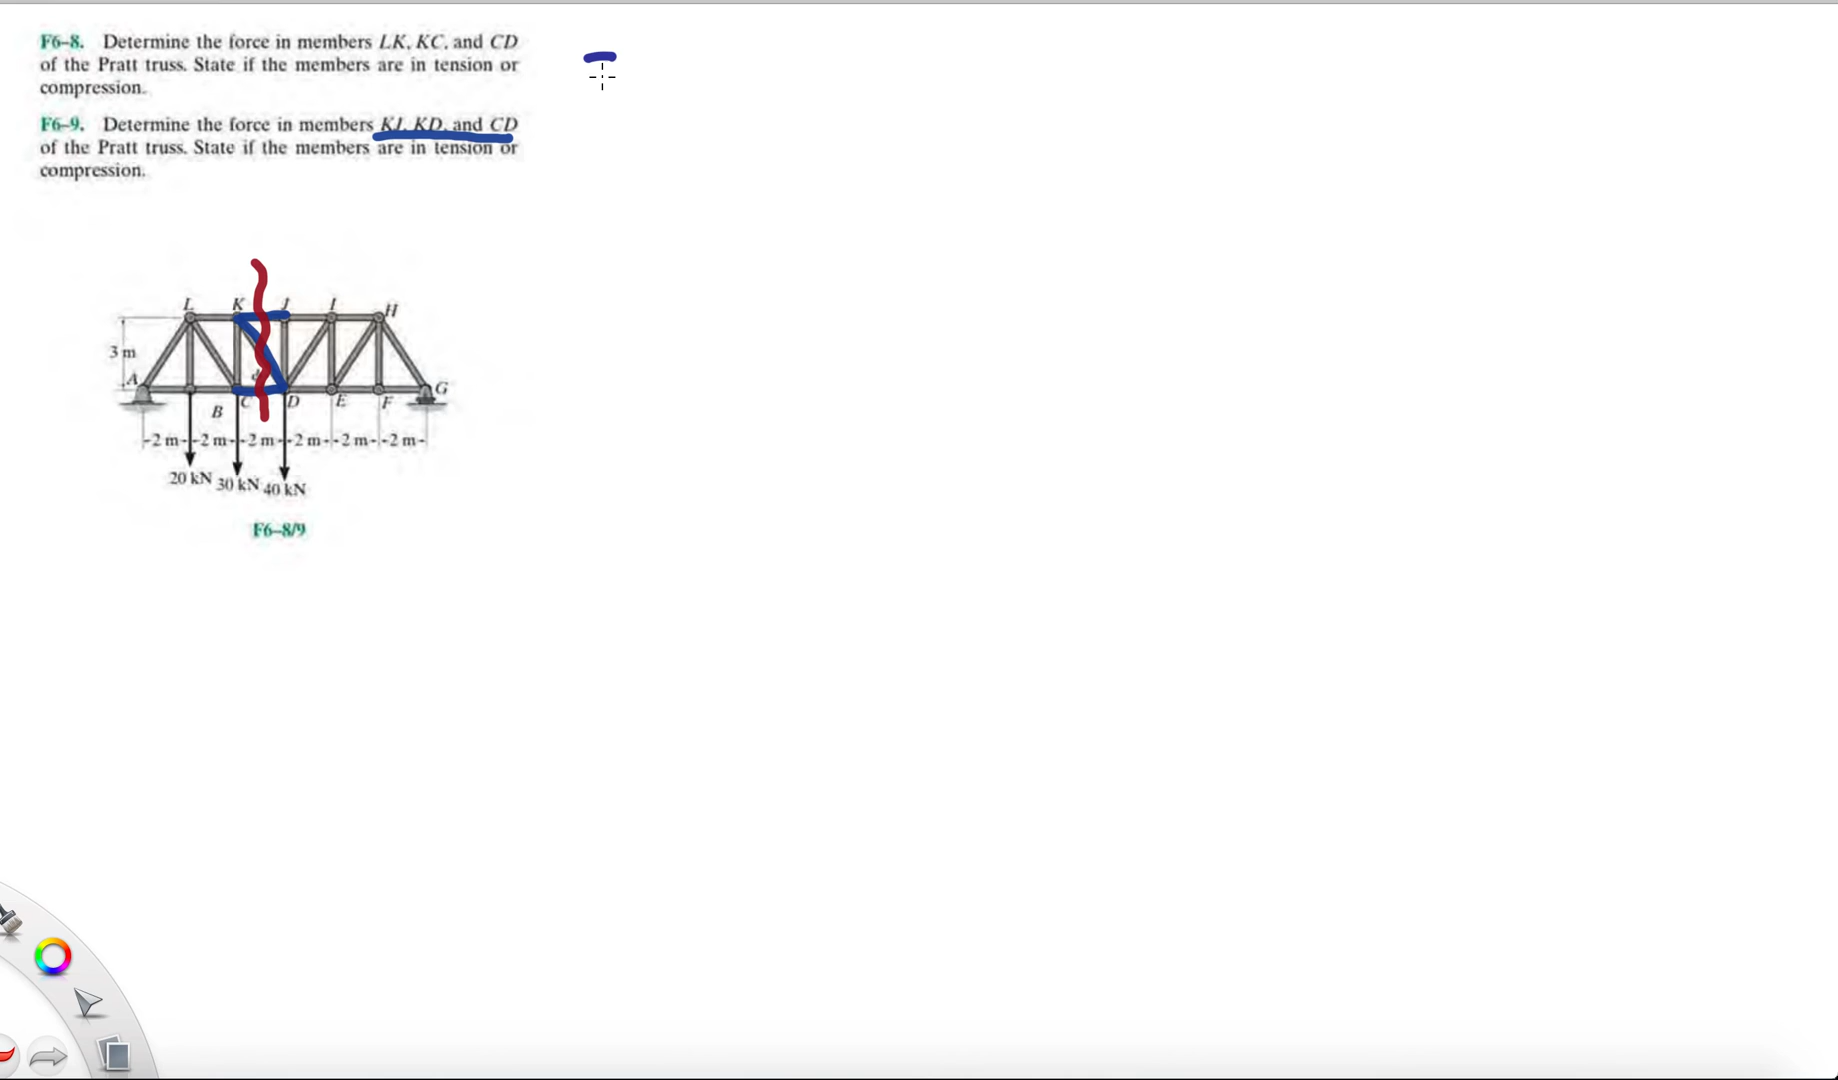 F6–8. Determine the force in members LK, KC, and CD
of the Pratt truss. State if the members are in tension or
compression.
F6–9. Determine the force in members KJ, KD, and CD
of the Pratt truss. State if the members are in tension or
compression.
L K J I H
3 m
A G
B C D E F
2 m 2 m 2 m 2 m 2 m 2 m
20 kN 30 kN 40 kN
F6–8/9